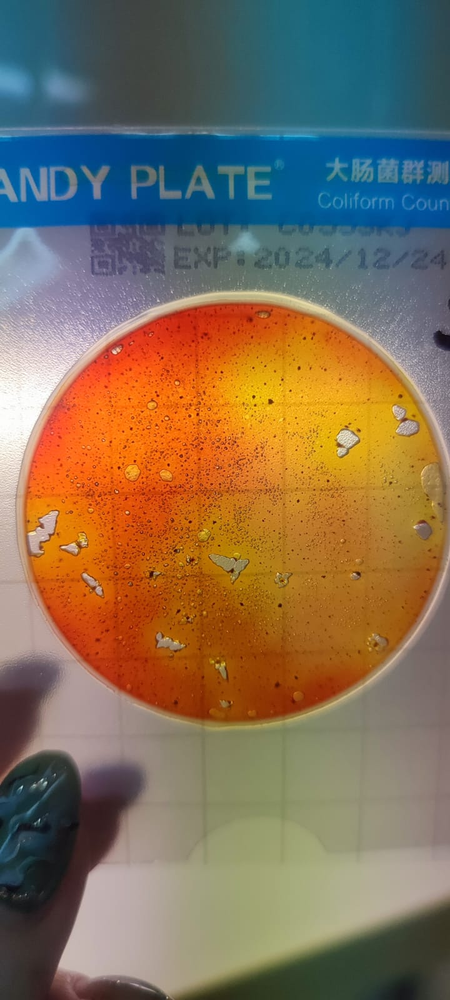 ANDY PLATE®
大肠菌群测
Coliform Coun
EXP:2024/12/24